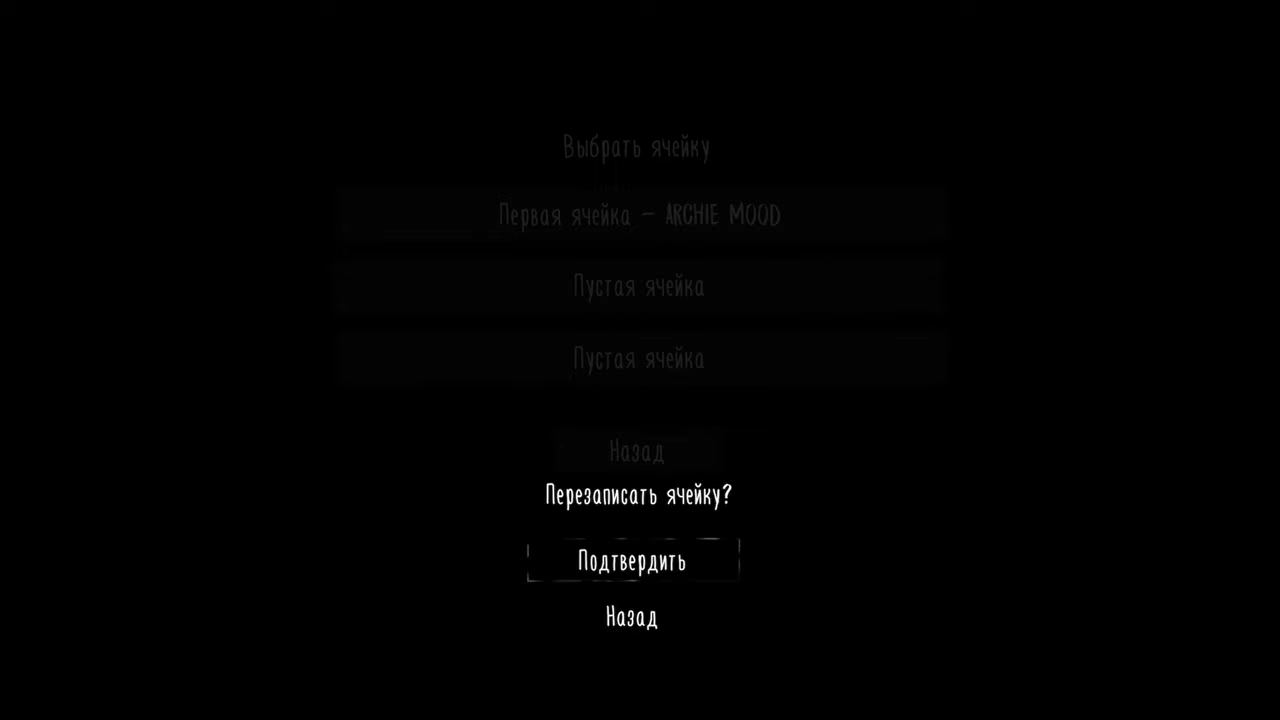 Выбрать ячейку
Первая ячейка – ARCHIE MOOD
Пустая ячейка
Пустая ячейка
Назад
Перезаписать ячейку?
Подтвердить
Назад